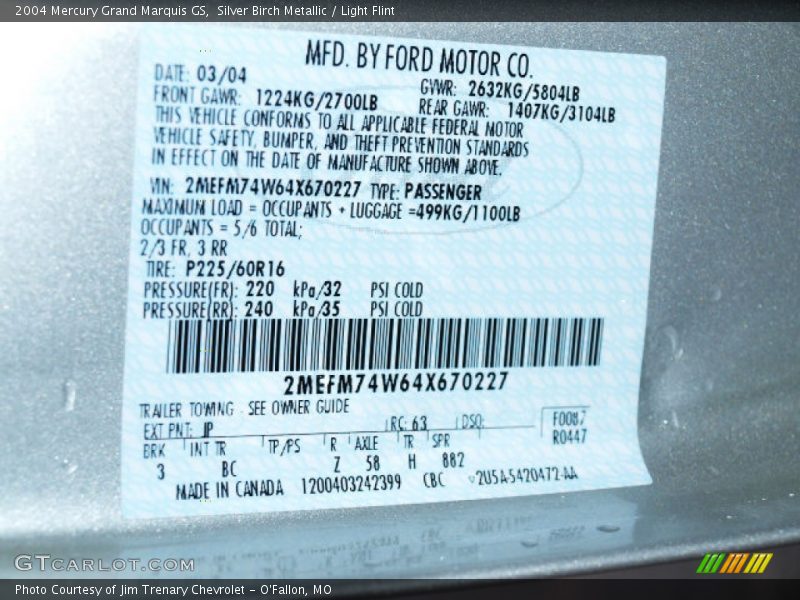 2004 Mercury Grand Marquis GS, Silver Birch Metallic / Light Flint
MFD. BY FORD MOTOR CO.
DATE: 03/04 GVWR: 2632KG/5804LB
FRONT GAWR: 1224KG/2700LB REAR GAWR: 1407KG/3104LB
THIS VEHICLE CONFORMS TO ALL APPLICABLE FEDERAL MOTOR
VEHICLE SAFETY, BUMPER, AND THEFT PREVENTION STANDARDS
IN EFFECT ON THE DATE OF MANUFACTURE SHOWN ABOVE.
VIN: 2MEFM74W64X670227 TYPE: PASSENGER
MAXIMUM LOAD = OCCUPANTS + LUGGAGE =499KG/1100LB
OCCUPANTS = 5/6 TOTAL;
2/3 FR, 3 RR
TIRE: P225/60R16
PRESSURE(FR): 220 kPa/32 PSI COLD
PRESSURE(RR): 240 kPa/35 PSI COLD
2MEFM74W64X670227
TRAILER TOWING - SEE OWNER GUIDE
EXT PNT: JP RC: 63 DSO: F0087
R0447
BRK INT TR TP/PS R AXLE TR SPR
3 BC Z 58 H 882
MADE IN CANADA 1200403242399 CBC 2U5A-5420472-AA
GTCARLOT.COM
Photo Courtesy of Jim Trenary Chevrolet - O'Fallon, MO